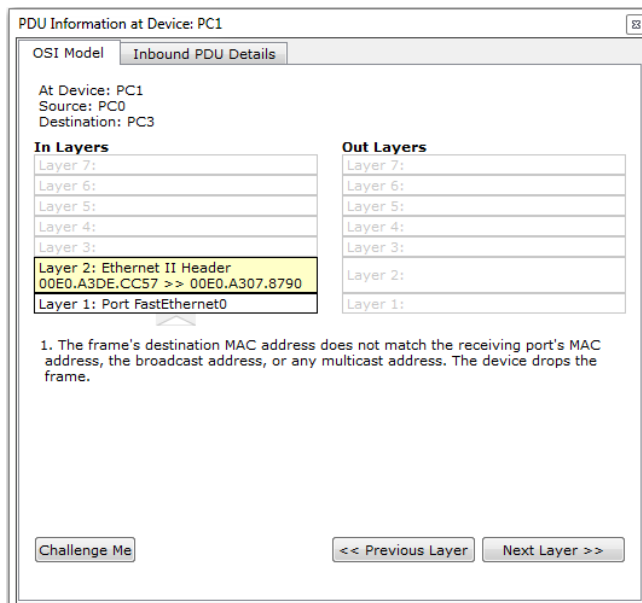 PDU Information at Device: PC1
OSI Model
Inbound PDU Details
At Device: PC1
Source: PC0
Destination: PC3
In Layers
Layer 7:
Layer 6:
Layer 5:
Layer 4:
Layer 3:
Layer 2: Ethernet II Header
00E0.A3DE.CC57 >> 00E0.A307.8790
Layer 1: Port FastEthernet0
Out Layers
Layer 7:
Layer 6:
Layer 5:
Layer 4:
Layer 3:
Layer 2:
Layer 1:
1. The frame's destination MAC address does not match the receiving port's MAC
address, the broadcast address, or any multicast address. The device drops the
frame.
Challenge Me
<< Previous Layer
Next Layer >>